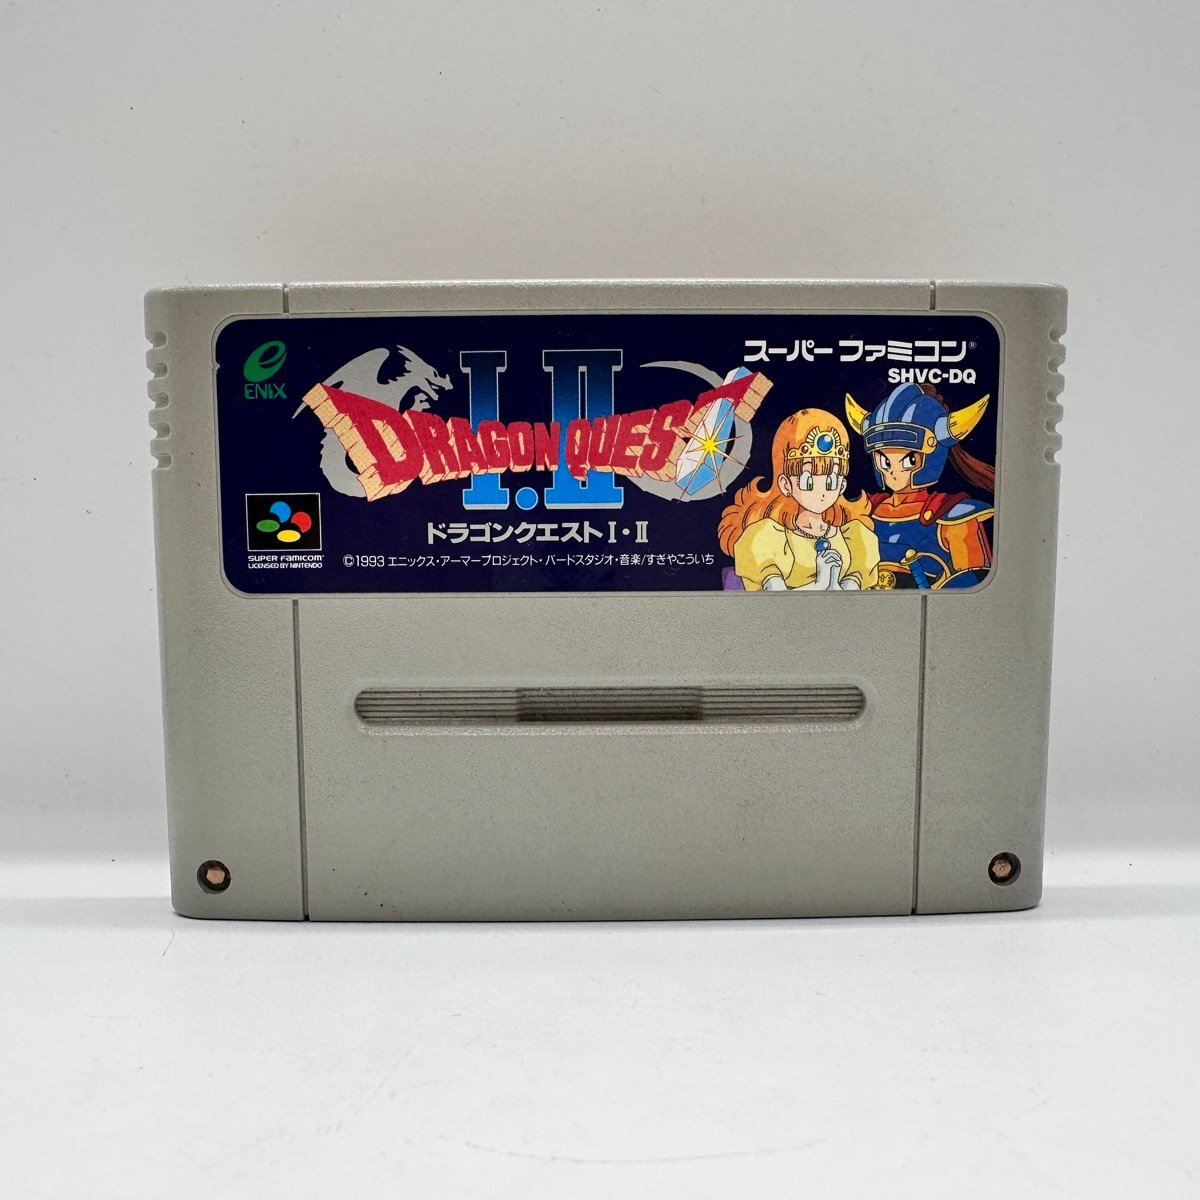 ENIX
スーパーファミコン®
SHVC-DQ
I.II
DRAGON QUEST
ドラゴンクエストI・II
SUPER FAMICOM
LICENSED BY NINTENDO
©1993 エニックス・アーマープロジェクト・バードスタジオ・音楽/すぎやこういち